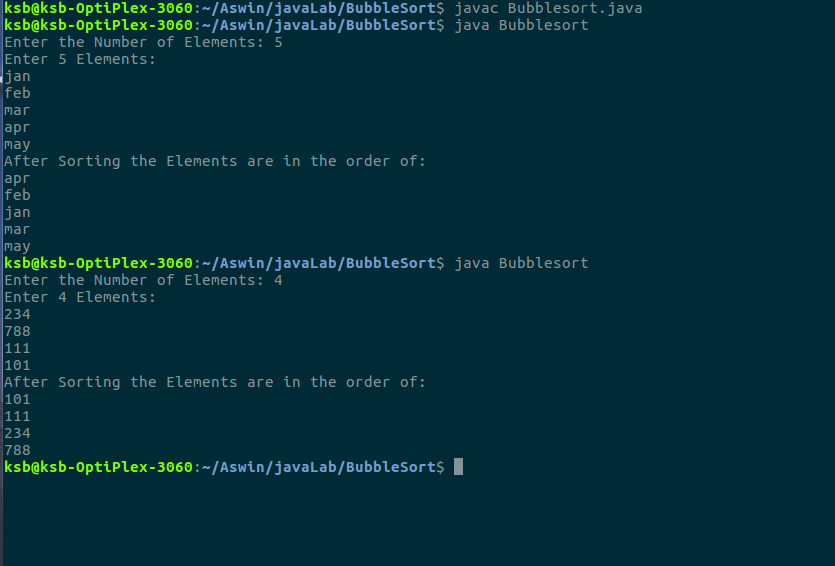 ksb@ksb-OptiPlex-3060:~/Aswin/javaLab/BubbleSort$ javac Bubblesort.java
ksb@ksb-OptiPlex-3060:~/Aswin/javaLab/BubbleSort$ java Bubblesort
Enter the Number of Elements: 5
Enter 5 Elements:
jan
feb
mar
apr
may
After Sorting the Elements are in the order of:
apr
feb
jan
mar
may
ksb@ksb-OptiPlex-3060:~/Aswin/javaLab/BubbleSort$ java Bubblesort
Enter the Number of Elements: 4
Enter 4 Elements:
234
788
111
101
After Sorting the Elements are in the order of:
101
111
234
788
ksb@ksb-OptiPlex-3060:~/Aswin/javaLab/BubbleSort$